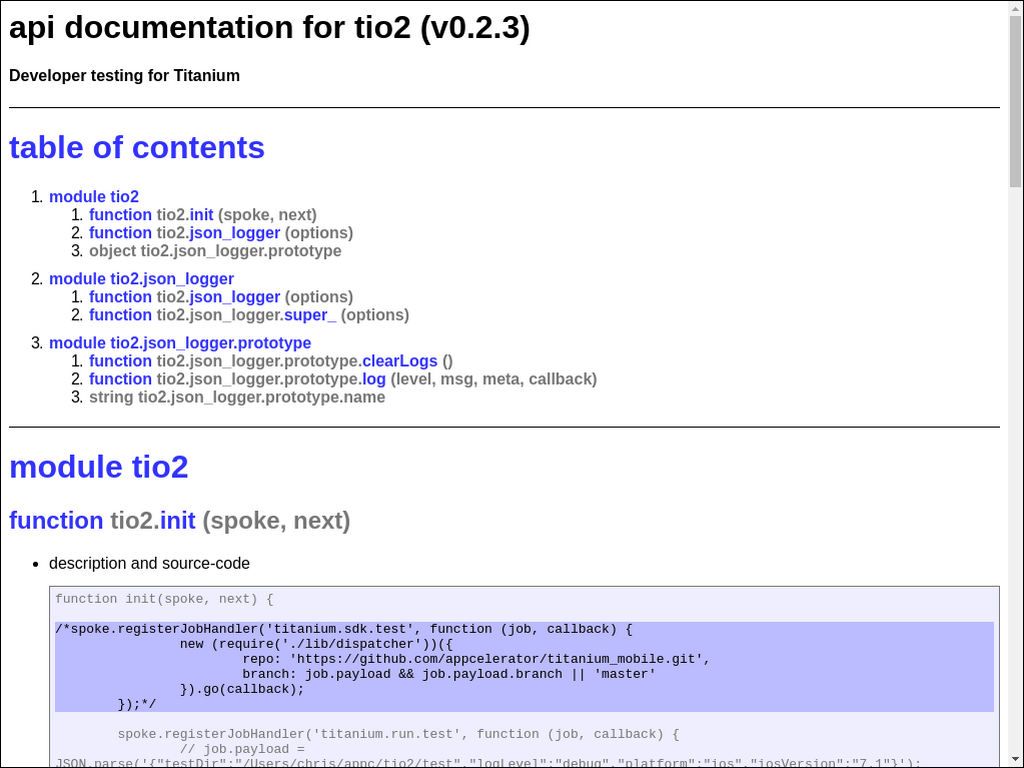 api documentation for tio2 (v0.2.3)
Developer testing for Titanium
table of contents
1. module tio2
1. function tio2.init (spoke, next)
2. function tio2.json_logger (options)
3. object tio2.json_logger.prototype
2. module tio2.json_logger
1. function tio2.json_logger (options)
2. function tio2.json_logger.super_ (options)
3. module tio2.json_logger.prototype
1. function tio2.json_logger.prototype.clearLogs ()
2. function tio2.json_logger.prototype.log (level, msg, meta, callback)
3. string tio2.json_logger.prototype.name
module tio2
function tio2.init (spoke, next)
• description and source-code
function init(spoke, next) {
/*spoke.registerJobHandler('titanium.sdk.test', function (job, callback) {
new (require('./lib/dispatcher'))({
repo: 'https://github.com/appcelerator/titanium_mobile.git',
branch: job.payload && job.payload.branch || 'master'
}).go(callback);
});*/
spoke.registerJobHandler('titanium.run.test', function (job, callback) {
// job.payload =
JSON.parse('{"testDir":"/Users/chris/appc/tio2/test","logLevel":"debug","platform":"ios","iosVersion":"7.1"}');